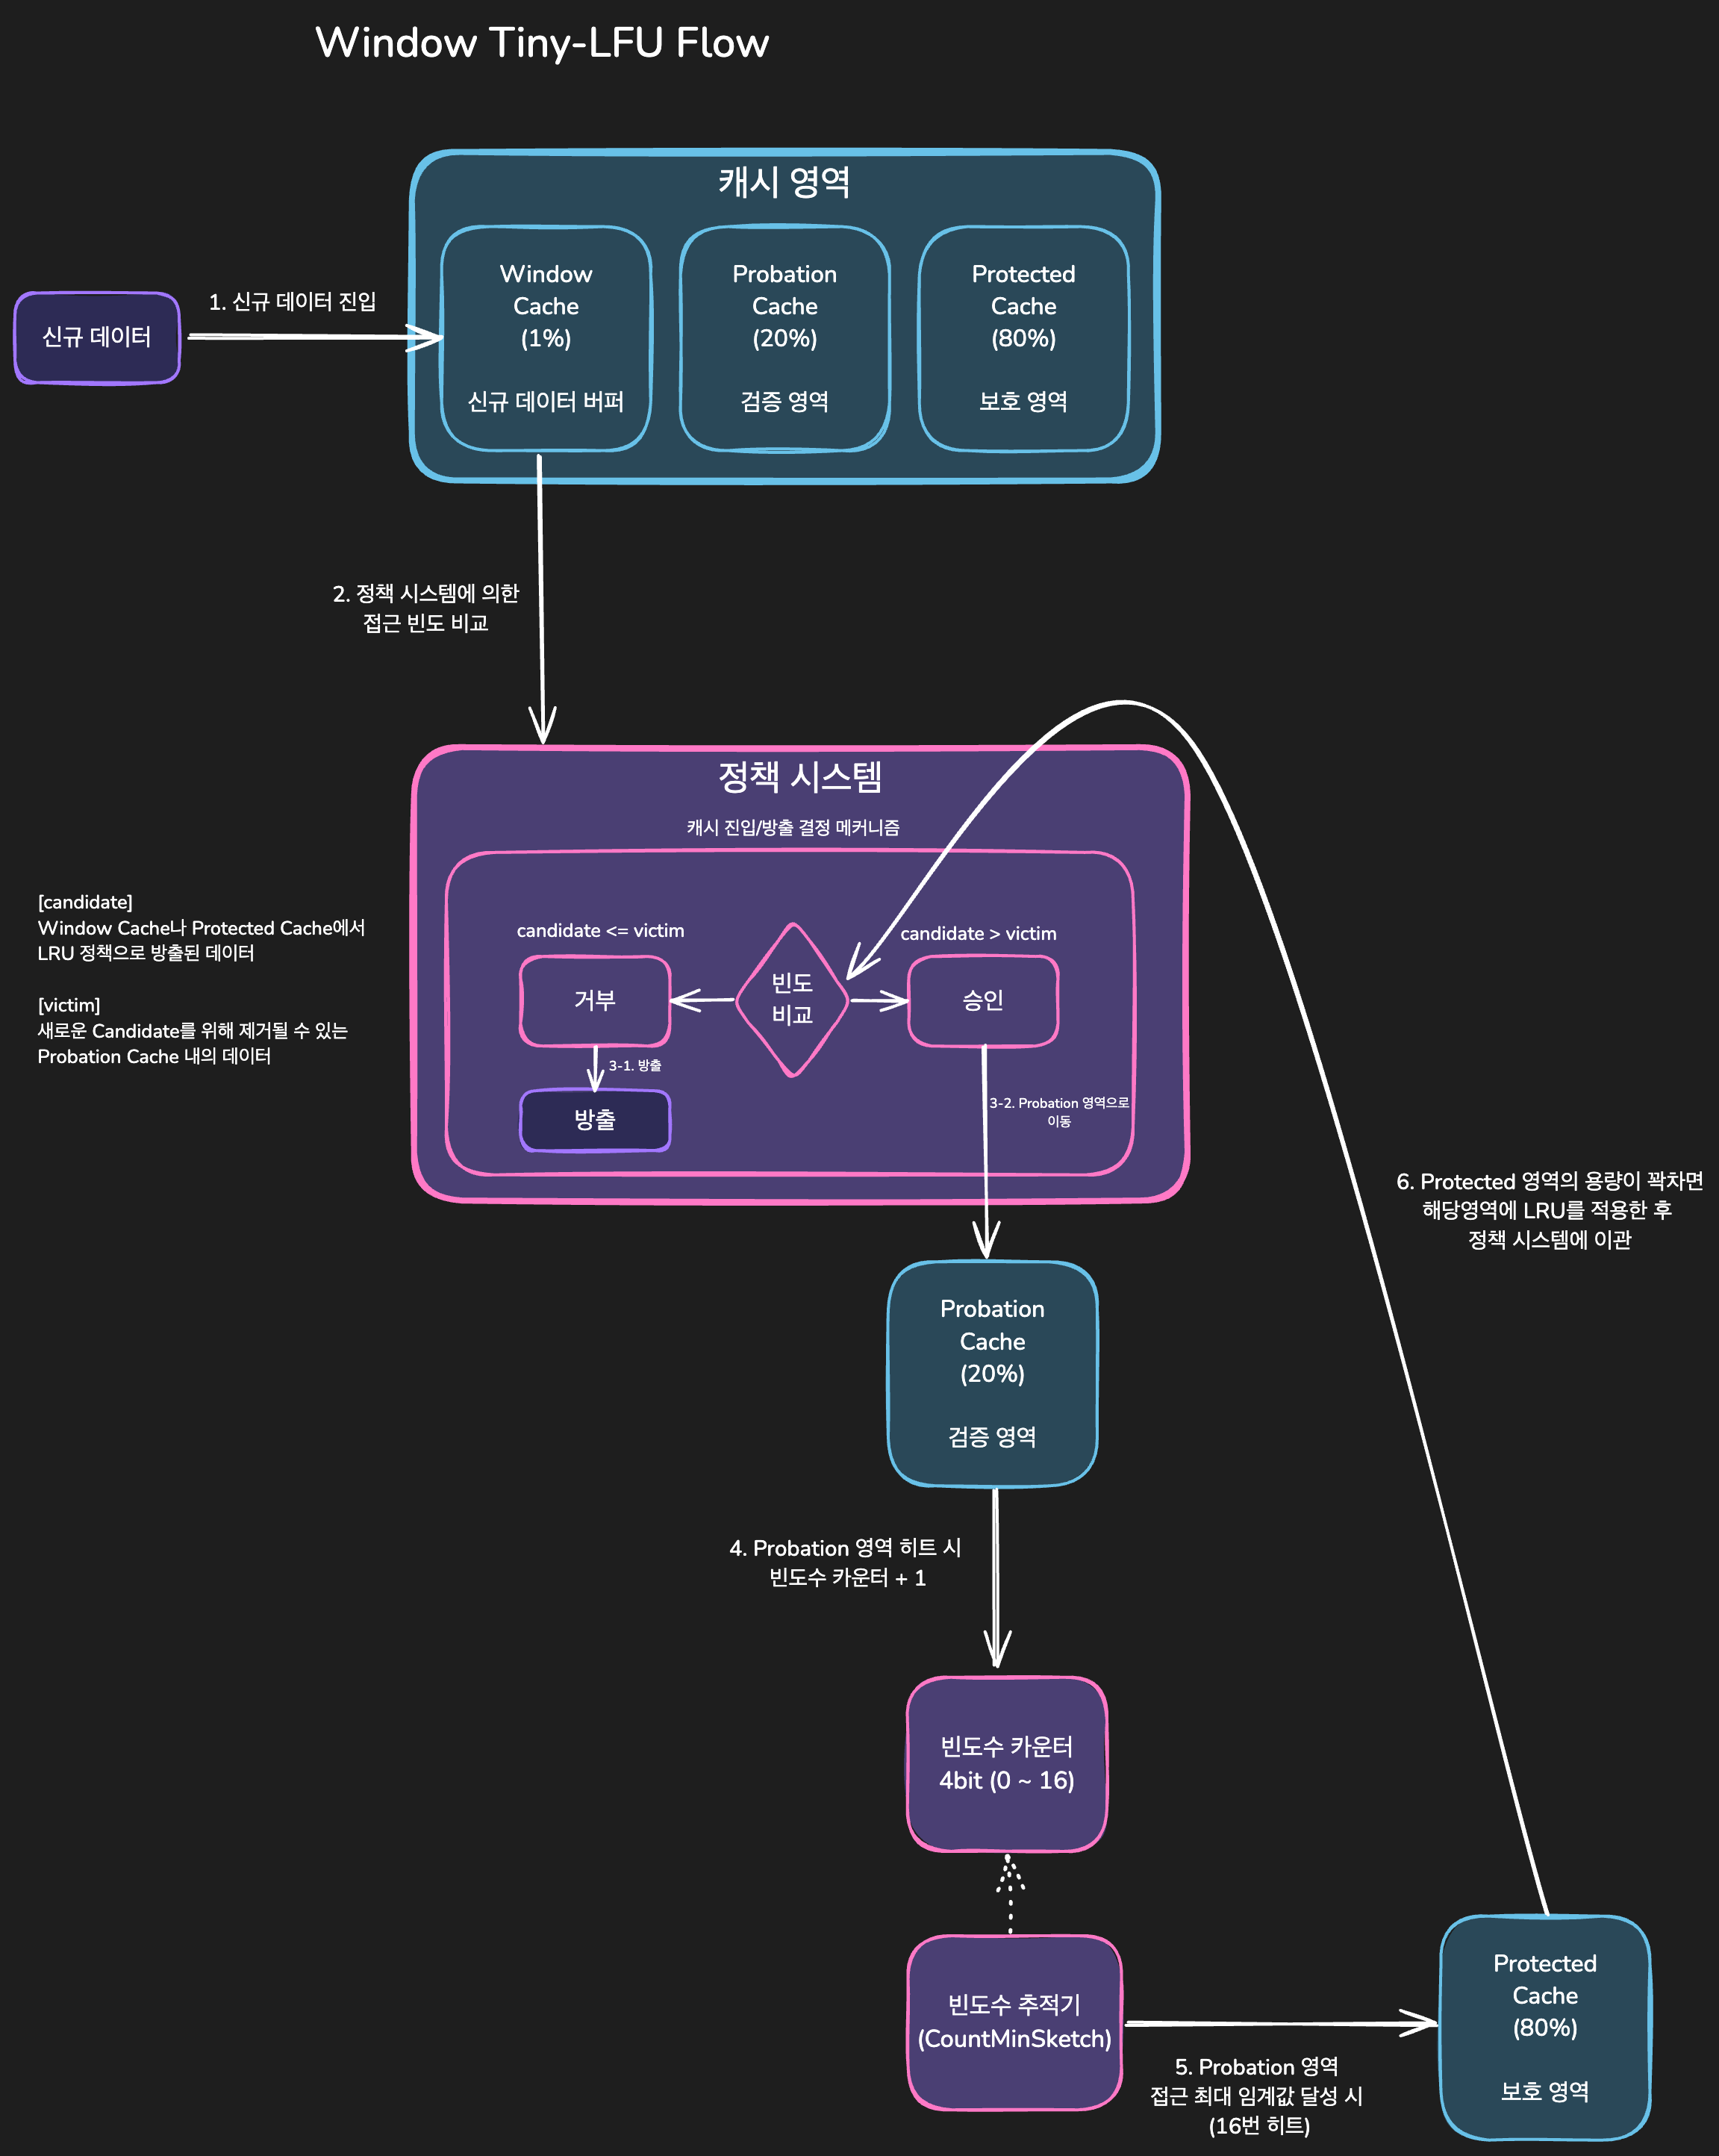 Window Tiny-LFU Flow
캐시 영역
Window
Cache
(1%)
신규 데이터 버퍼
Probation
Cache
(20%)
검증 영역
Protected
Cache
(80%)
보호 영역
신규 데이터
1. 신규 데이터 진입
2. 정책 시스템에 의한
접근 빈도 비교
정책 시스템
캐시 진입/방출 결정 메커니즘
[candidate]
Window Cache나 Protected Cache에서
LRU 정책으로 방출된 데이터
[victim]
새로운 Candidate를 위해 제거될 수 있는
Probation Cache 내의 데이터
candidate <= victim
candidate > victim
거부
빈도
비교
승인
3-1. 방출
방출
3-2. Probation 영역으로
이동
6. Protected 영역의 용량이 꽉차면
해당영역에 LRU를 적용한 후
정책 시스템에 이관
Probation
Cache
(20%)
검증 영역
4. Probation 영역 히트 시
빈도수 카운터 + 1
빈도수 카운터
4bit (0 ~ 16)
빈도수 추적기
(CountMinSketch)
5. Probation 영역
접근 최대 임계값 달성 시
(16번 히트)
Protected
Cache
(80%)
보호 영역